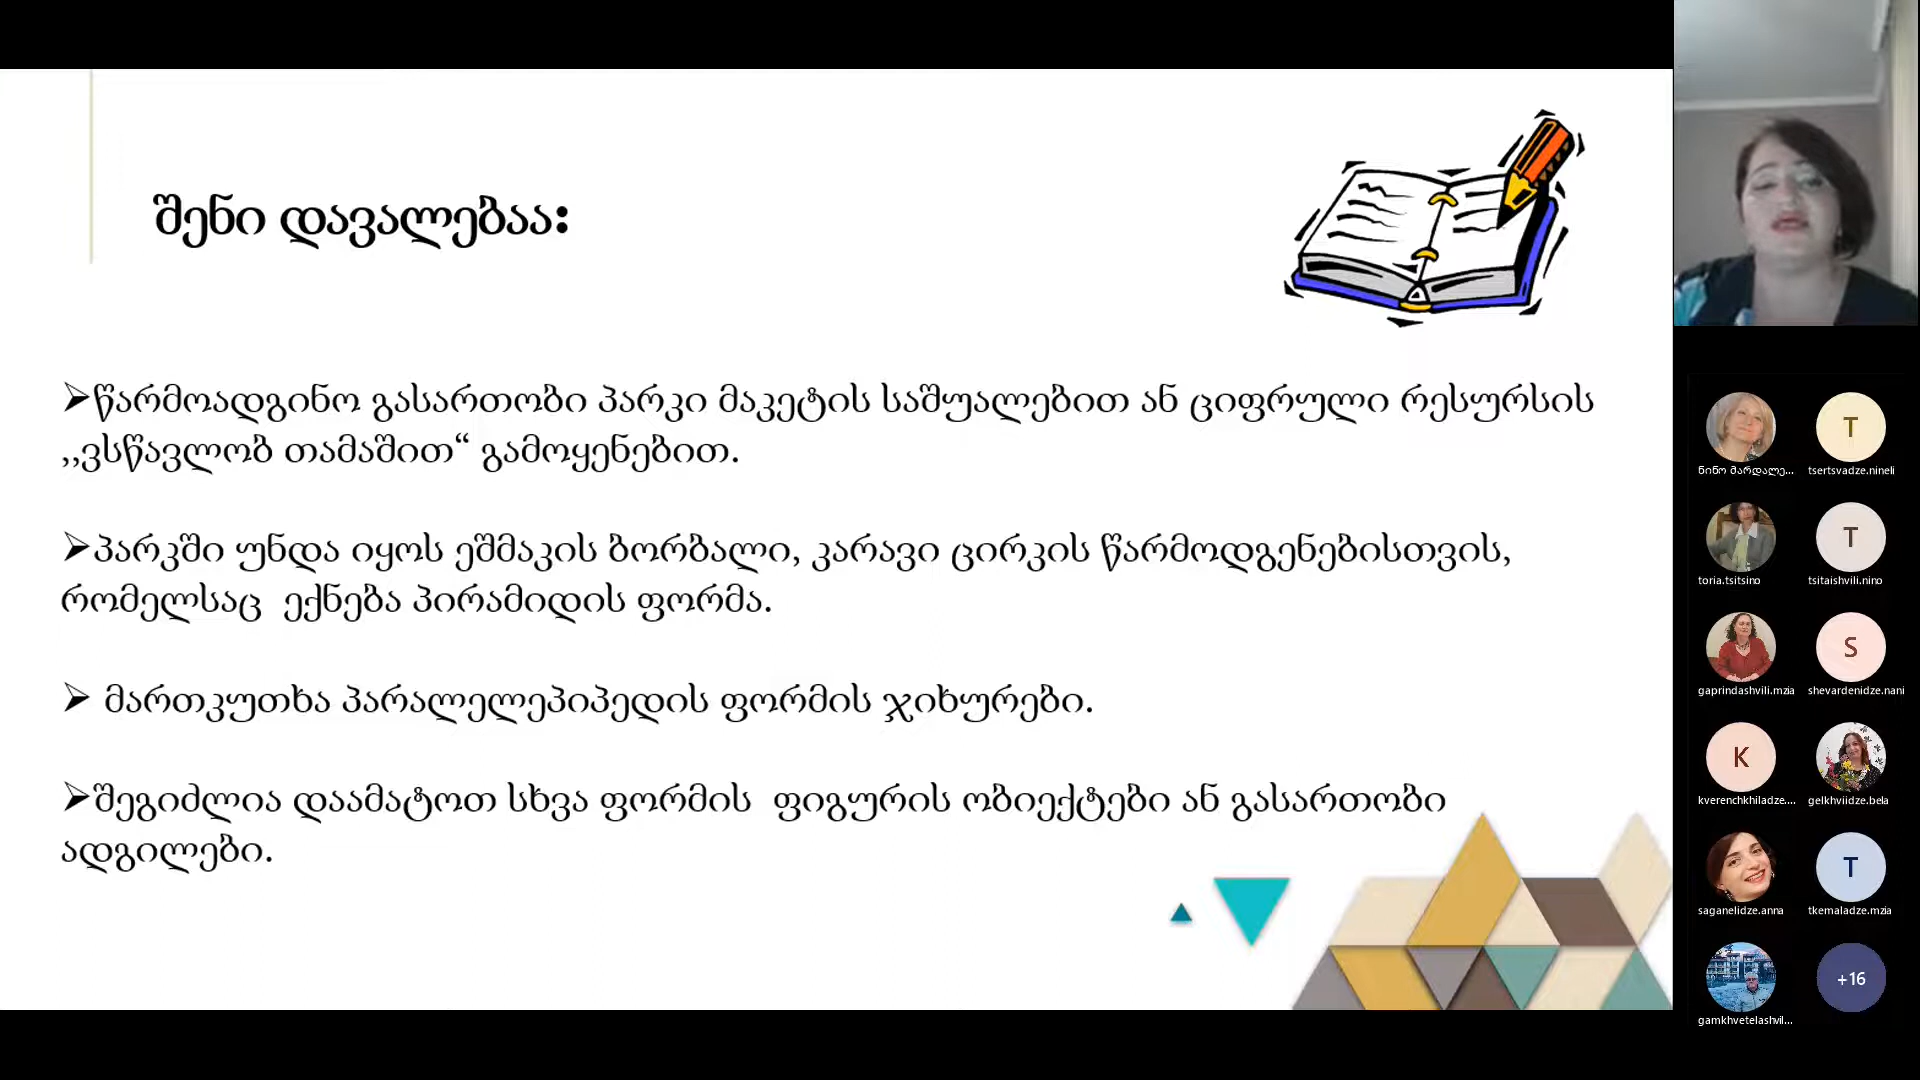 შენი დავალებაა:
➢წარმოადგინო გასართობი პარკი მაკეტის საშუალებით ან ციფრული რესურსის
,,ვსწავლობ თამაშით“ გამოყენებით.
➢პარკში უნდა იყოს ეშმაკის ბორბალი, კარავი ცირკის წარმოდგენებისთვის,
რომელსაც ექნება პირამიდის ფორმა.
➢ მართკუთხა პარალელეპიპედის ფორმის ჯიხურები.
➢შეგიძლია დაამატოთ სხვა ფორმის ფიგურის ობიექტები ან გასართობი
ადგილები.
ნინო მარდალე...
T
tsertsvadze.nineli
toria.tsitsino
T
tsitaishvili.nino
gaprindashvili.mzia
S
shevardenidze.nani
K
kverenchkhiladze....
gelkhviidze.bela
saganelidze.anna
T
tkemaladze.mzia
gamkhvetelashvil...
+16